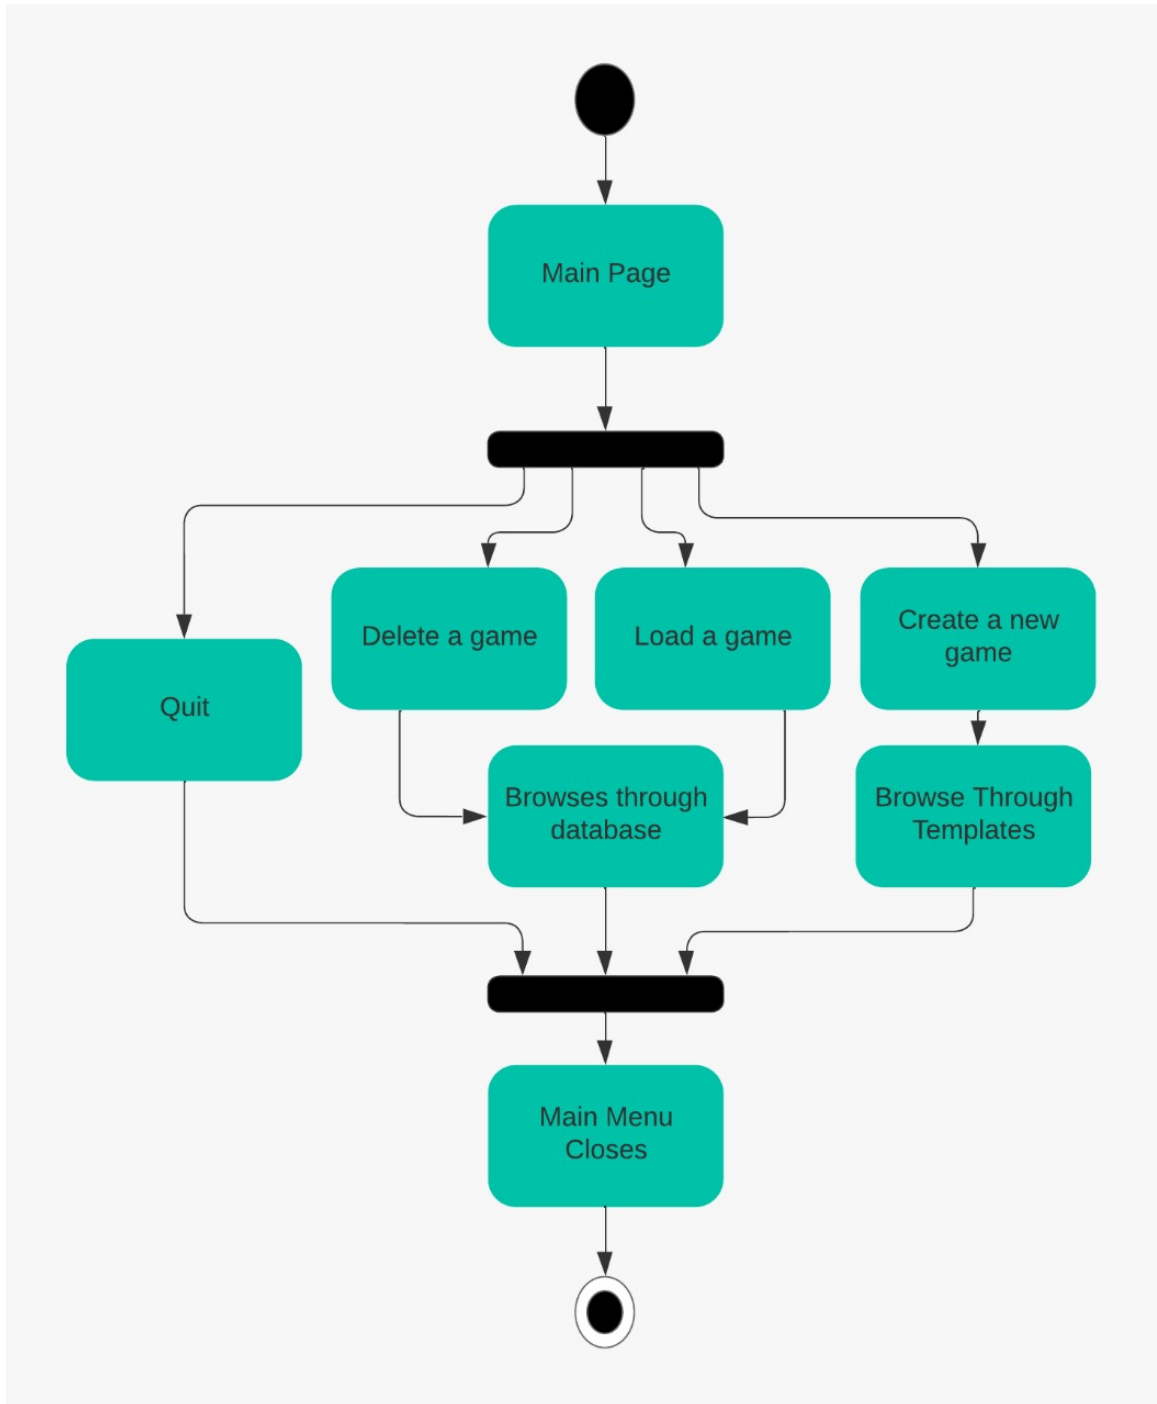 Main Page
Delete a game
Load a game
Create a new
game
Quit
Browses through
database
Browse Through
Templates
Main Menu
Closes